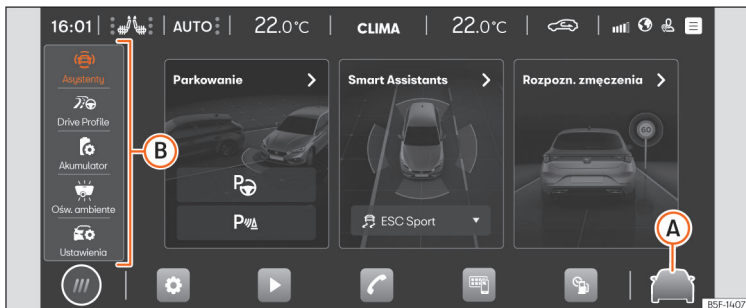 16:01 AUTO 22.0°C CLIMA 22.0°C
Asystenty
Drive Profile
Akumulator
Ośw. ambiente
Ustawienia
B
Parkowanie
P
P
Smart Assistants
ESC Sport
Rozpozn. zmęczenia
60
A
B5F-1407